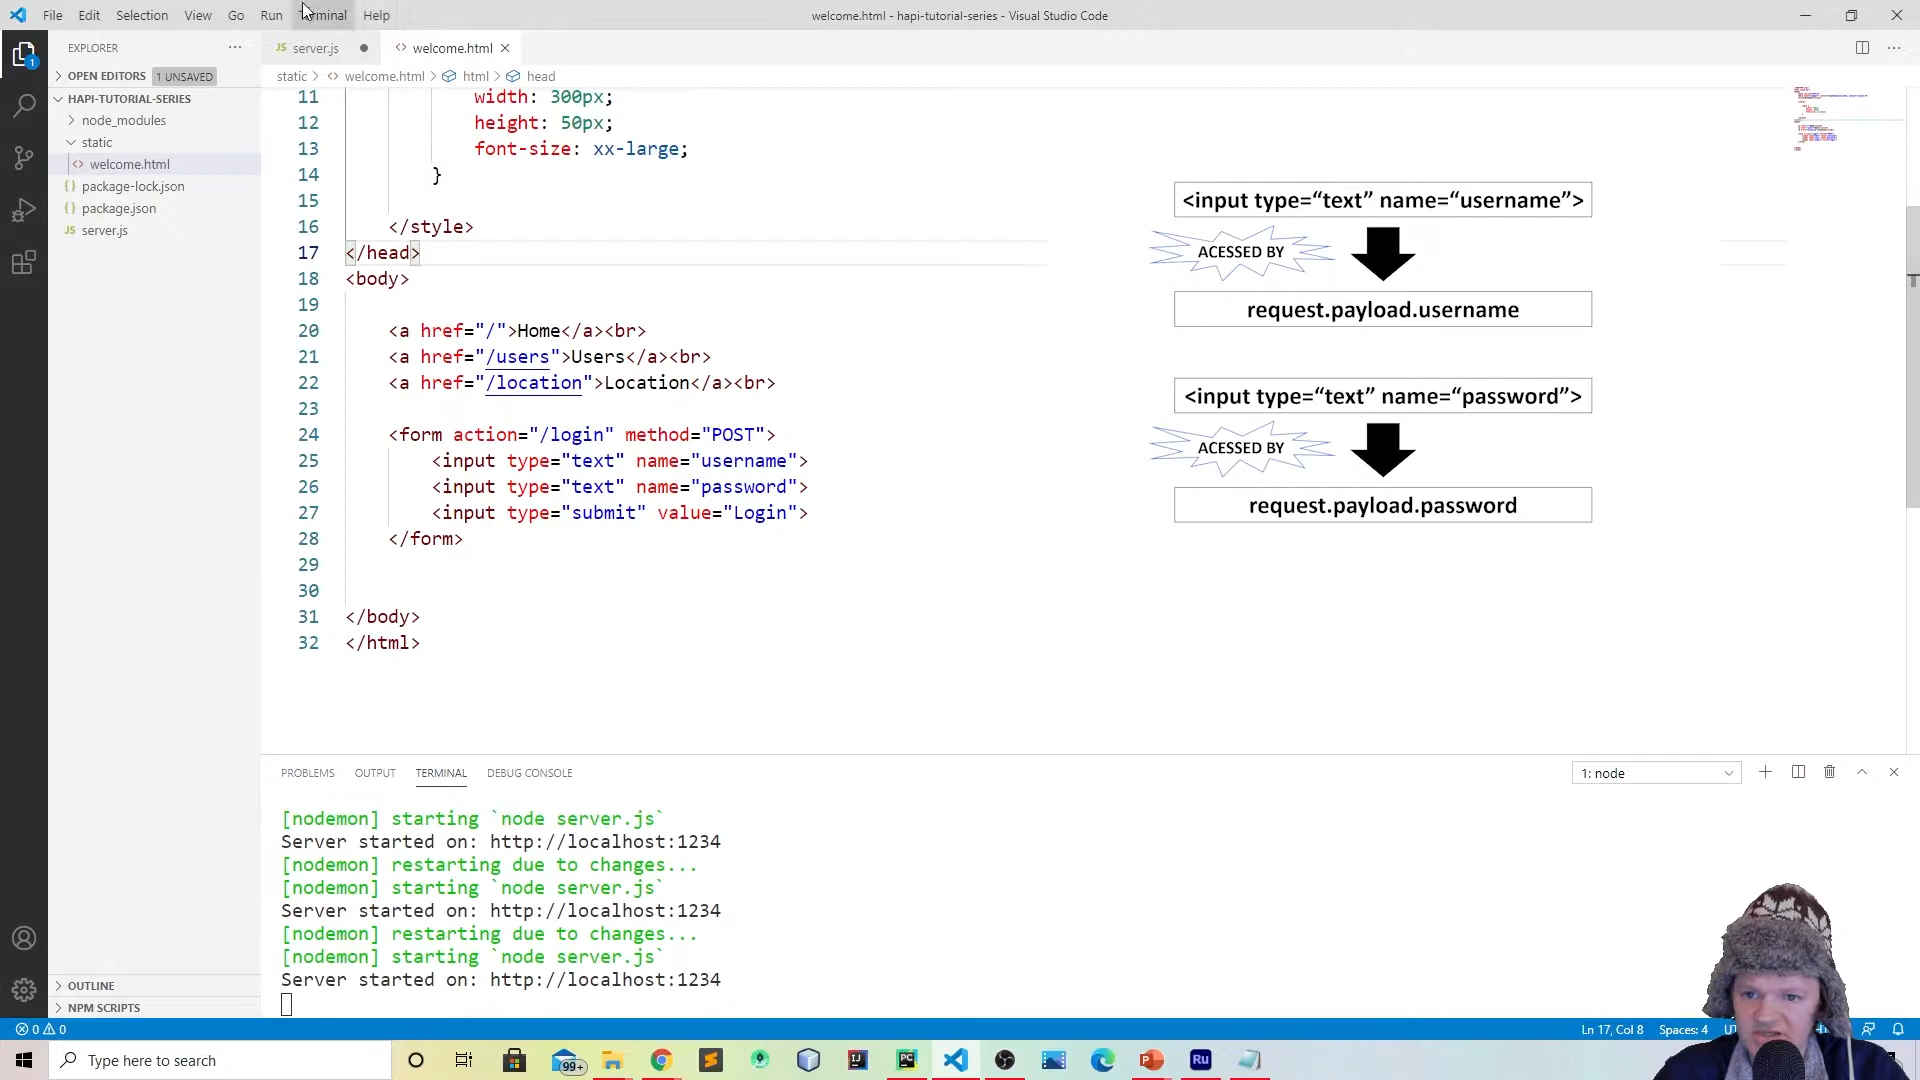 File Edit Selection View Go Run Terminal Help
welcome.html - hapi-tutorial-series - Visual Studio Code
EXPLORER
JS server.js
<> welcome.html
OPEN EDITORS 1 UNSAVED
static > <> welcome.html > html > head
HAPI-TUTORIAL-SERIES
node_modules
static
<> welcome.html
{} package-lock.json
{} package.json
JS server.js
1
11 width: 300px;
12 height: 50px;
13 font-size: xx-large;
14 }
15
16 </style>
17 </head>
18 <body>
19
20 <a href="/">Home</a><br>
21 <a href="/users">Users</a><br>
22 <a href="/location">Location</a><br>
23
24 <form action="/login" method="POST">
25 <input type="text" name="username">
26 <input type="text" name="password">
27 <input type="submit" value="Login">
28 </form>
29
30
31 </body>
32 </html>
<input type=“text” name=“username”>
ACESSED BY
request.payload.username
<input type=“text” name=“password”>
ACESSED BY
request.payload.password
PROBLEMS OUTPUT TERMINAL DEBUG CONSOLE
1: node
[nodemon] starting `node server.js`
Server started on: http://localhost:1234
[nodemon] restarting due to changes...
[nodemon] starting `node server.js`
Server started on: http://localhost:1234
[nodemon] restarting due to changes...
[nodemon] starting `node server.js`
Server started on: http://localhost:1234
OUTLINE
NPM SCRIPTS
0 0
Ln 17, Col 8 Spaces: 4
Type here to search
99+
IJ
PC
Ru